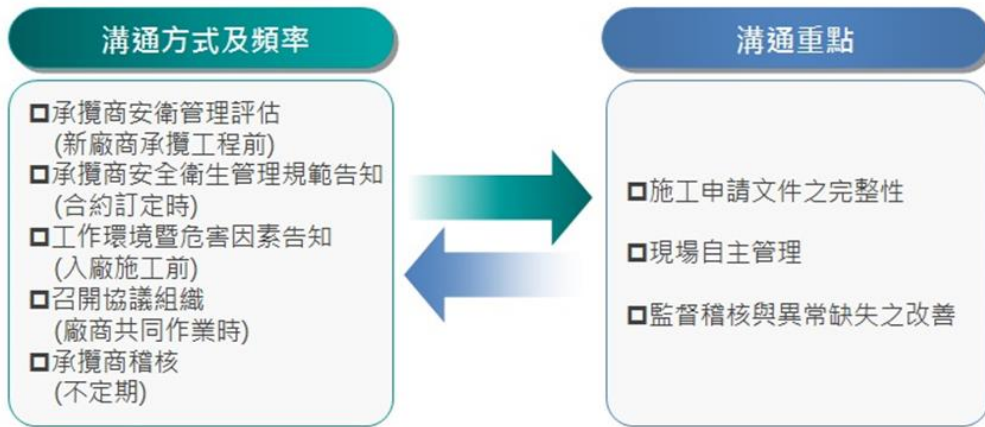 溝通方式及頻率
承攬商安衛管理評估
(新廠商承攬工程前)
承攬商安全衛生管理規範告知
(合約訂定時)
工作環境暨危害因素告知
(入廠施工前)
召開協議組織
(廠商共同作業時)
承攬商稽核
(不定期)
溝通重點
施工申請文件之完整性
現場自主管理
監督稽核與異常缺失之改善